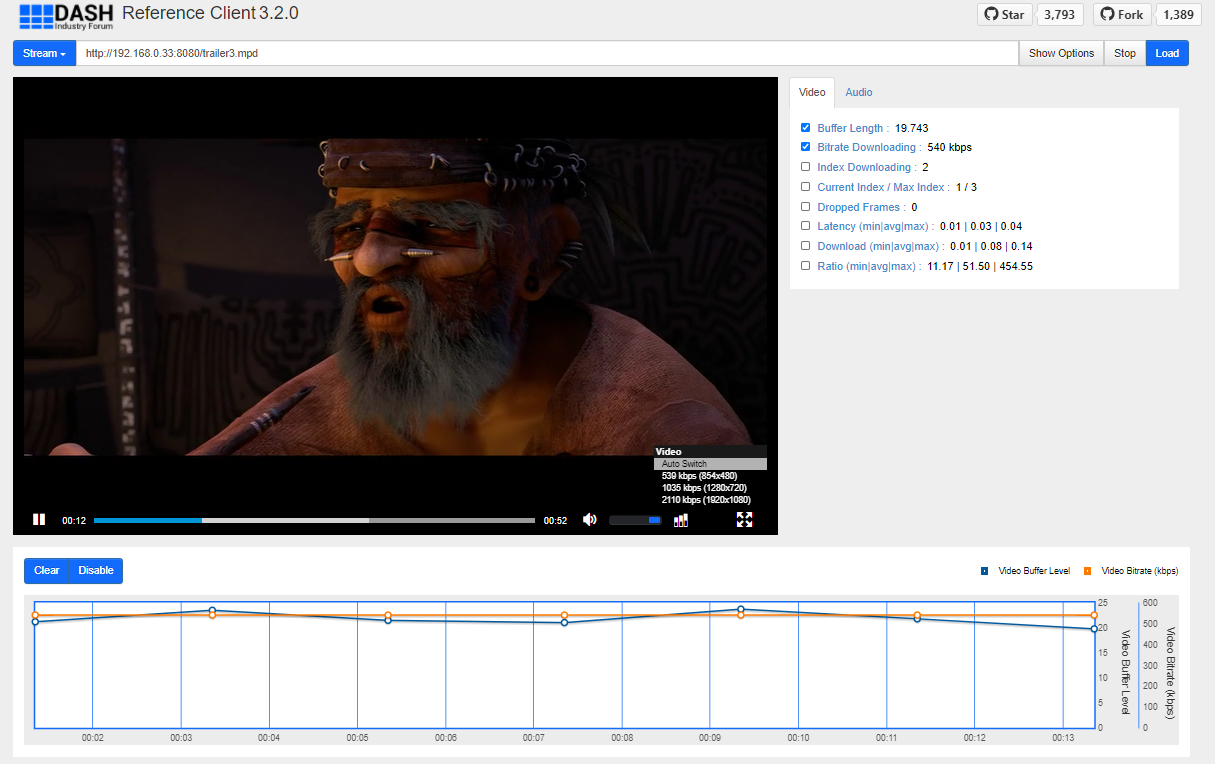 DASH Industry Forum Reference Client 3.2.0
Star 3,793 Fork 1,389
Stream http://192.168.0.33:8080/trailer3.mpd Show Options Stop Load
Video Audio
Buffer Length : 19.743
Bitrate Downloading : 540 kbps
Index Downloading : 2
Current Index / Max Index : 1 / 3
Dropped Frames : 0
Latency (min|avg|max) : 0.01 | 0.03 | 0.04
Download (min|avg|max) : 0.01 | 0.08 | 0.14
Ratio (min|avg|max) : 11.17 | 51.50 | 454.55
Video
Auto Switch
539 kbps (854x480)
1035 kbps (1280x720)
2110 kbps (1920x1080)
00:12 00:52
Clear Disable
Video Buffer Level Video Bitrate (kbps)
25
20
15
10
5
0
Video Buffer Level
600
500
400
300
200
100
0
Video Bitrate (kbps)
00:02 00:03 00:04 00:05 00:06 00:07 00:08 00:09 00:10 00:11 00:12 00:13